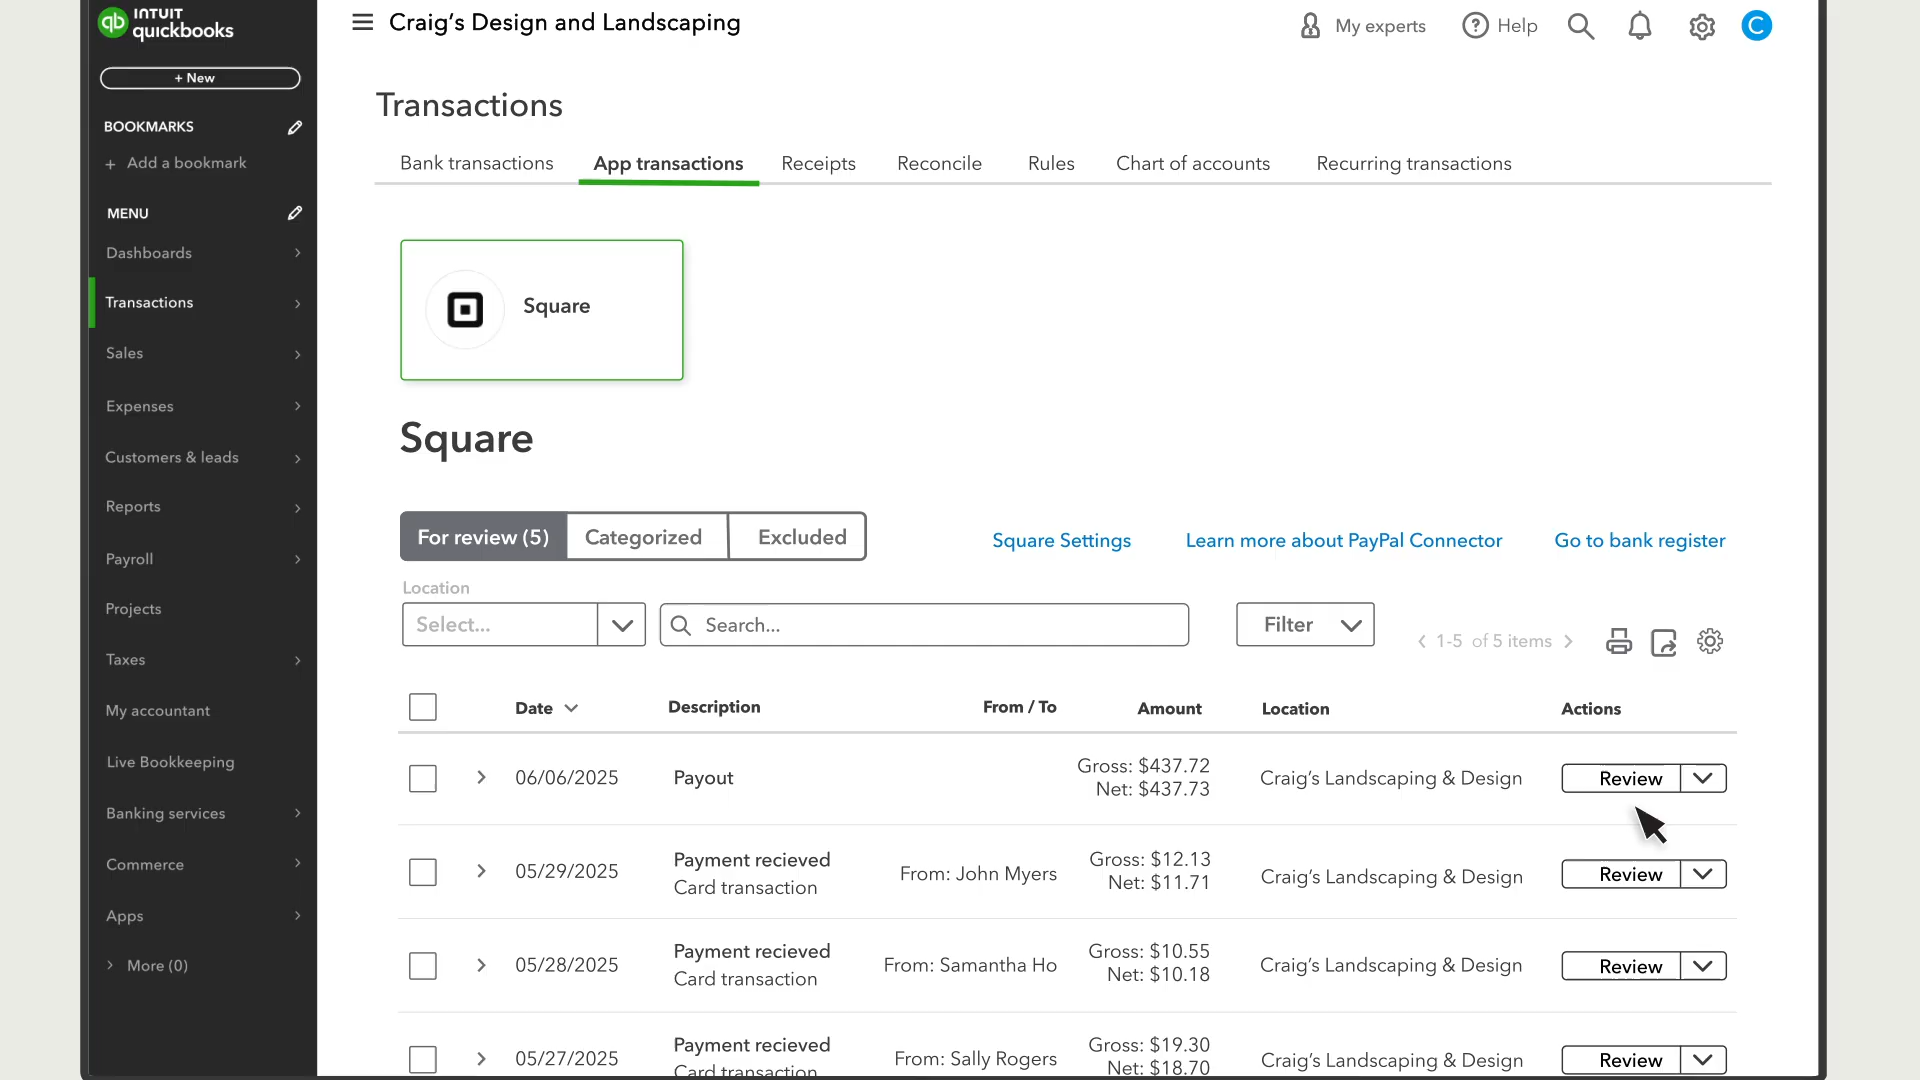 INTUIT
quickbooks
+ New
BOOKMARKS
+ Add a bookmark
MENU
Dashboards
Transactions
Sales
Expenses
Customers & leads
Reports
Payroll
Projects
Taxes
My accountant
Live Bookkeeping
Banking services
Commerce
Apps
More (0)
Craig's Design and Landscaping
My experts
Help
C
Transactions
Bank transactions
App transactions
Receipts
Reconcile
Rules
Chart of accounts
Recurring transactions
Square
Square
For review (5)
Categorized
Excluded
Square Settings
Learn more about PayPal Connector
Go to bank register
Location
Select...
Search...
Filter
1-5 of 5 items
Date
Description
From / To
Amount
Location
Actions
06/06/2025
Payout
Gross: $437.72
Net: $437.73
Craig's Landscaping & Design
Review
05/29/2025
Payment recieved
Card transaction
From: John Myers
Gross: $12.13
Net: $11.71
Craig's Landscaping & Design
Review
05/28/2025
Payment recieved
Card transaction
From: Samantha Ho
Gross: $10.55
Net: $10.18
Craig's Landscaping & Design
Review
05/27/2025
Payment recieved
Card transaction
From: Sally Rogers
Gross: $19.30
Net: $18.70
Craig's Landscaping & Design
Review